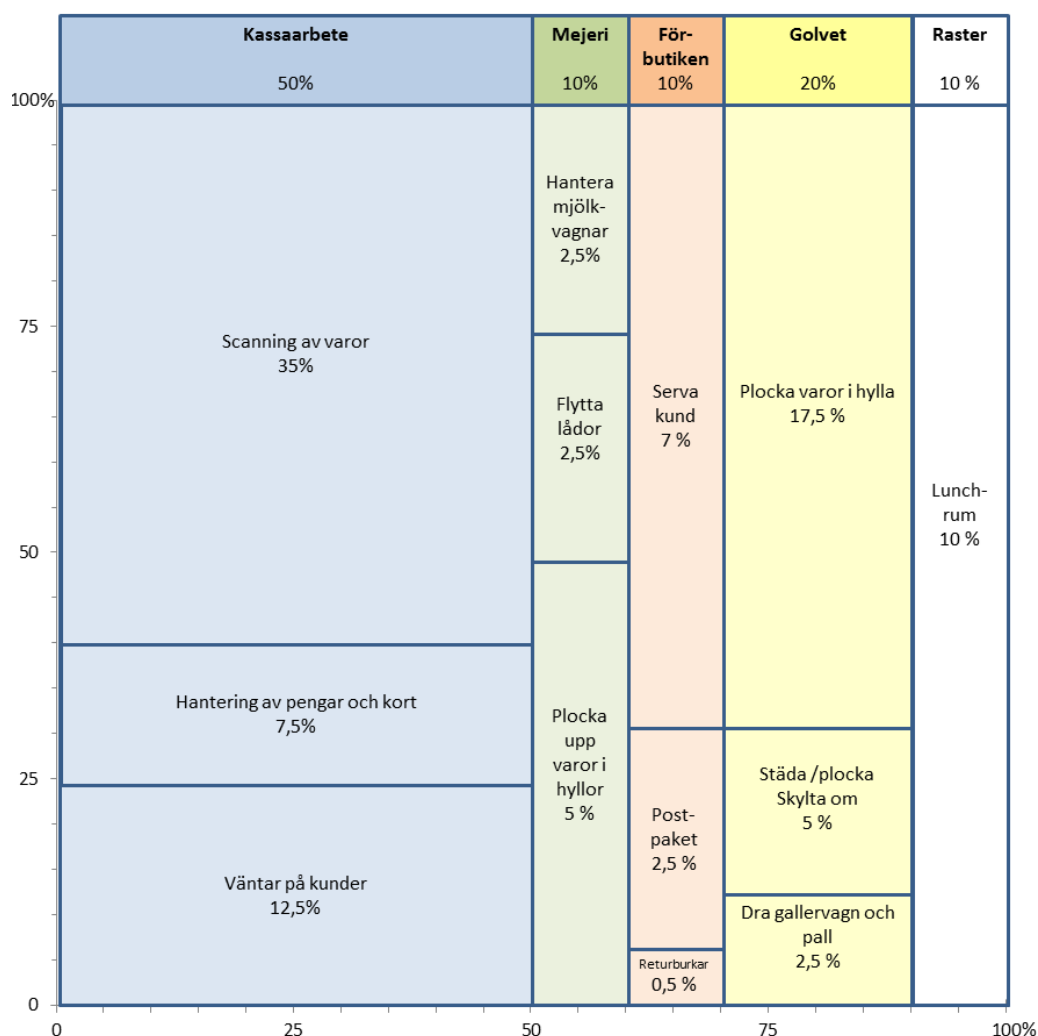 Kassaarbete
50%
Mejeri
10%
För-
butiken
10%
Golvet
20%
Raster
10 %
100%
75
50
25
0
Scanning av varor
35%
Hantering av pengar och kort
7,5%
Väntar på kunder
12,5%
Hantera
mjölk-
vagnar
2,5%
Flytta
lådor
2,5%
Plocka
upp
varor i
hyllor
5 %
Serva
kund
7 %
Post-
paket
2,5 %
Returburkar
0,5 %
Plocka varor i hylla
17,5 %
Städa /plocka
Skylta om
5 %
Dra gallervagn och
pall
2,5 %
Lunch-
rum
10 %
0
25
50
75
100%